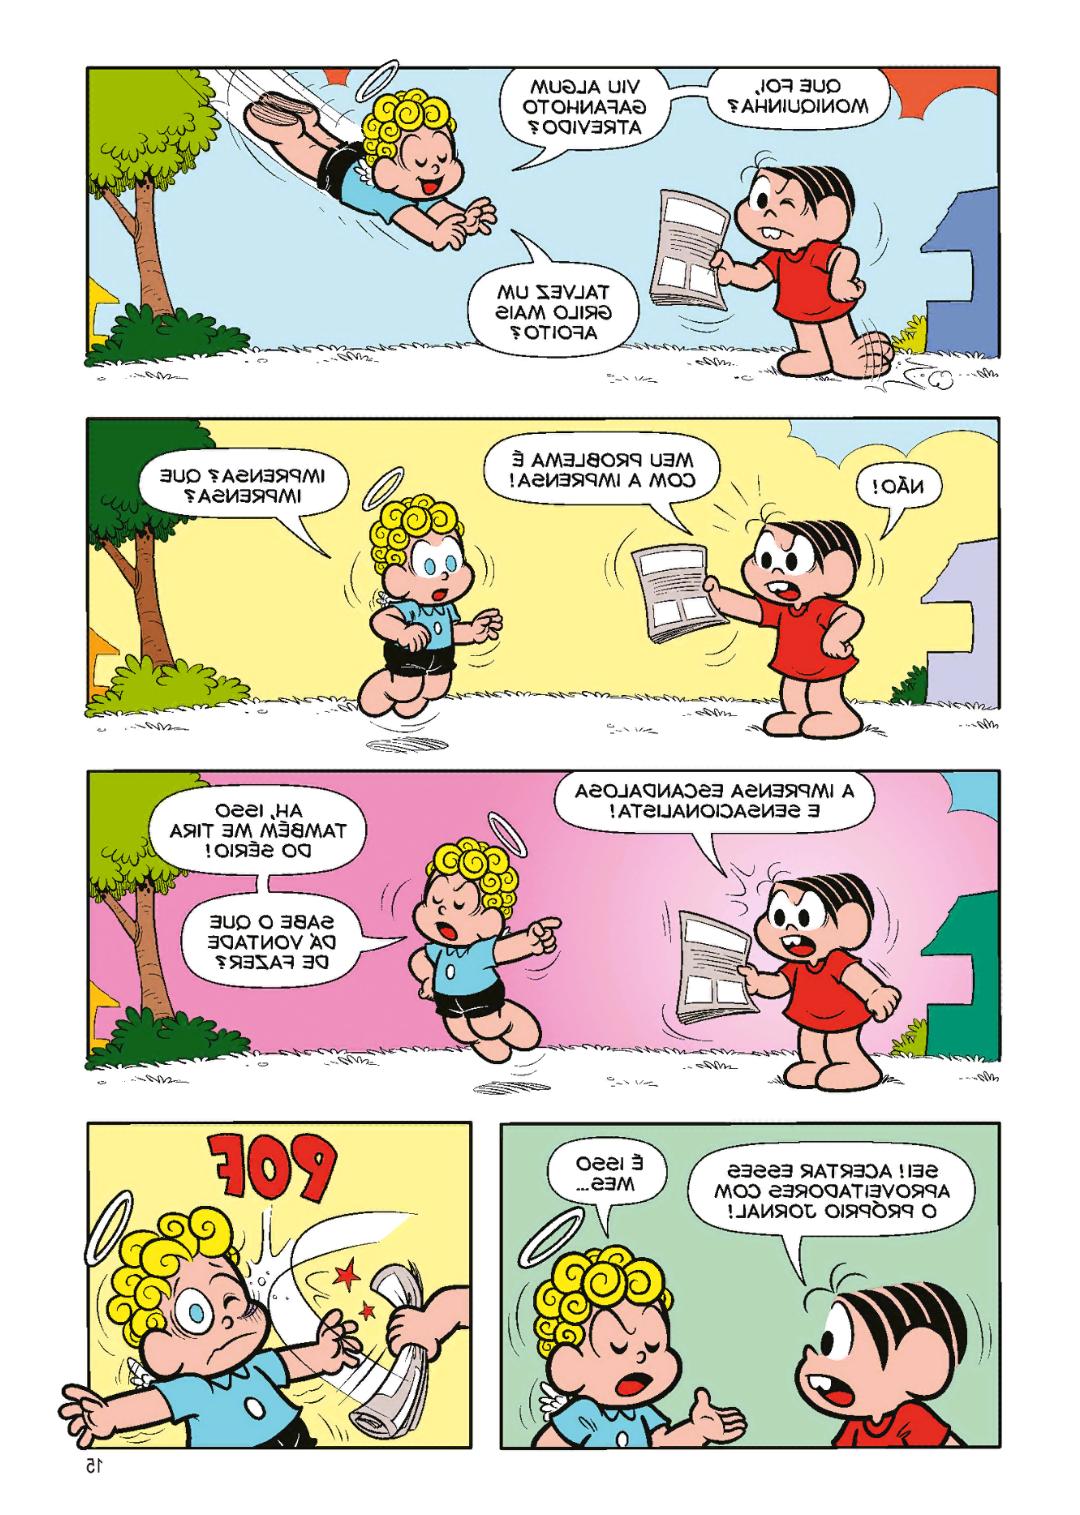 QUE FOI,
MONIQUINHA?
VIU ALGUM
GAFANHOTO
ATREVIDO?
TALVEZ UM
GRILO MAIS
AFOITO?
NÃO!
MEU PROBLEMA É
COM A IMPRENSA!
IMPRENSA? QUE
IMPRENSA?
A IMPRENSA ESCANDALOSA
E SENSACIONALISTA!
AH, ISSO
TAMBÉM ME TIRA
DO SÉRIO!
SABE O QUE
DÁ VONTADE
DE FAZER?
SEI! ACERTAR ESSES
APROVEITADORES COM
O PRÓPRIO JORNAL!
É ISSO
MES...
POF
15